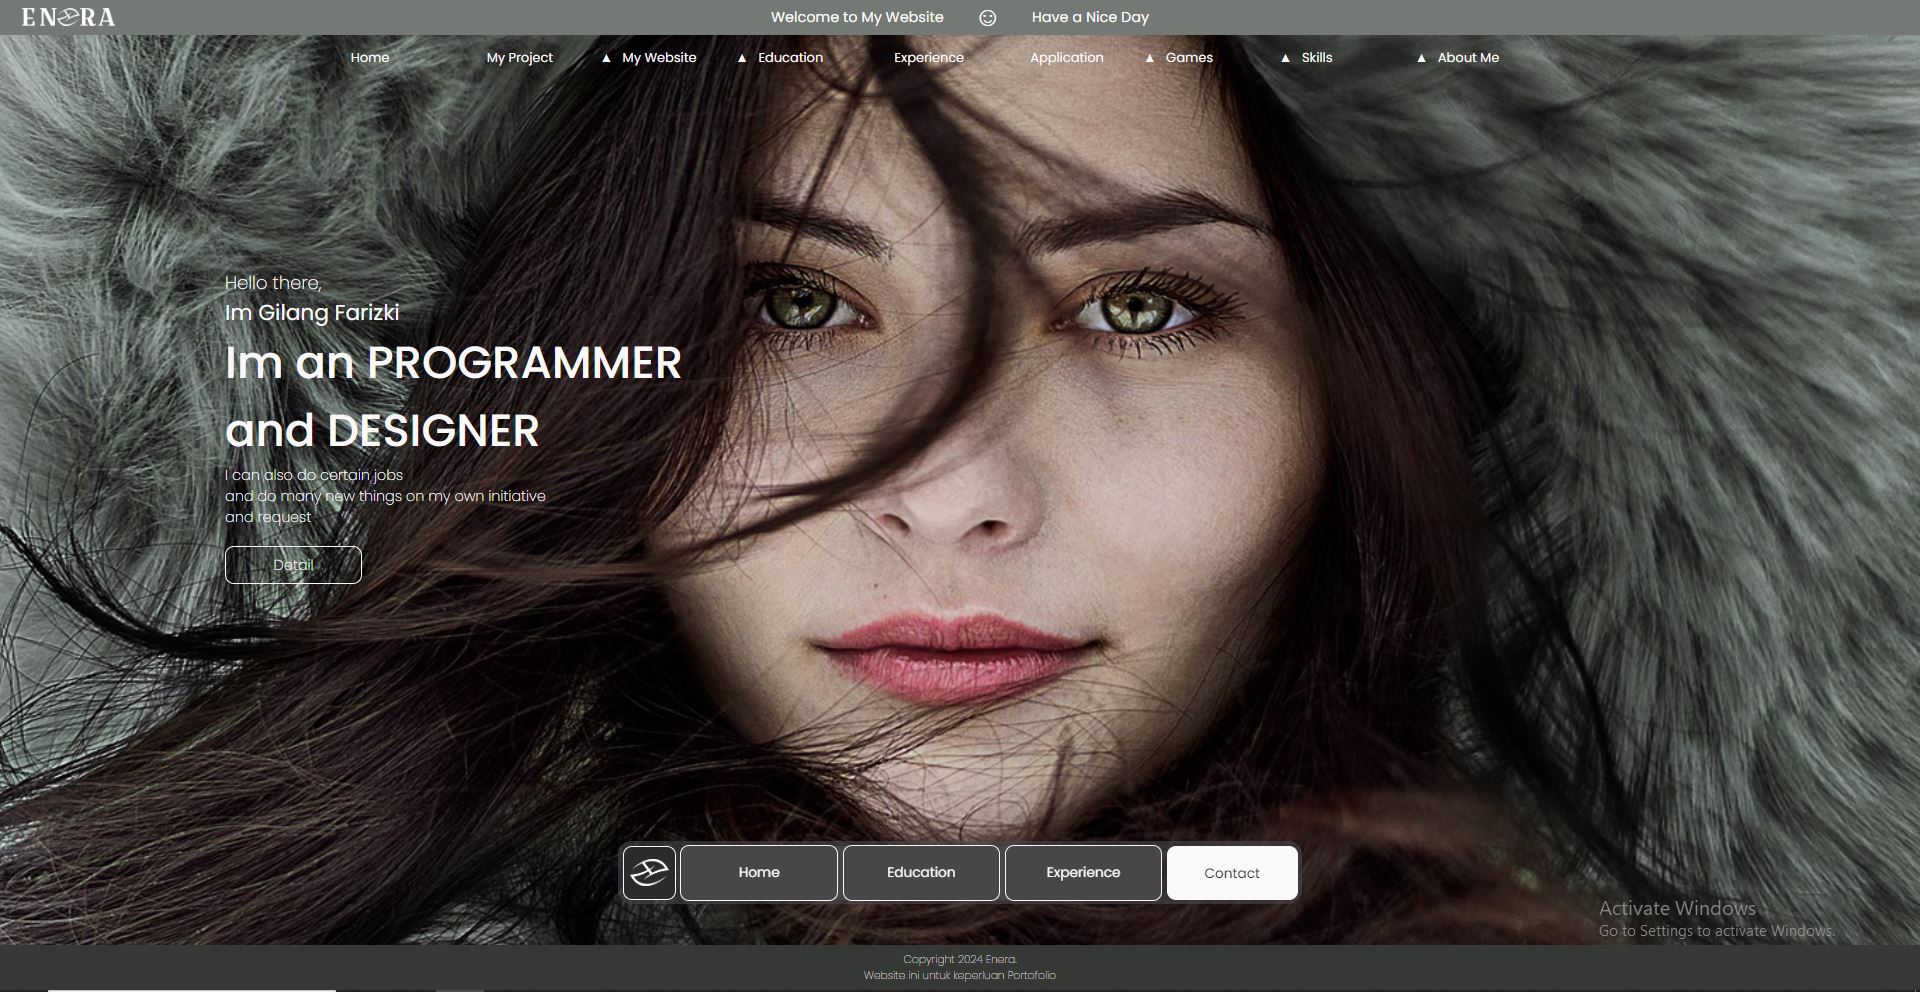 ENERA
Welcome to My Website ☺ Have a Nice Day
Home My Project ▲ My Website ▲ Education Experience Application ▲ Games ▲ Skills ▲ About Me
Hello there,
Im Gilang Farizki
Im an PROGRAMMER
and DESIGNER
I can also do certain jobs
and do many new things on my own initiative
and request
Detail
Home Education Experience Contact
Activate Windows
Go to Settings to activate Windows.
Copyright 2024 Enera.
Website ini untuk keperluan Portofolio